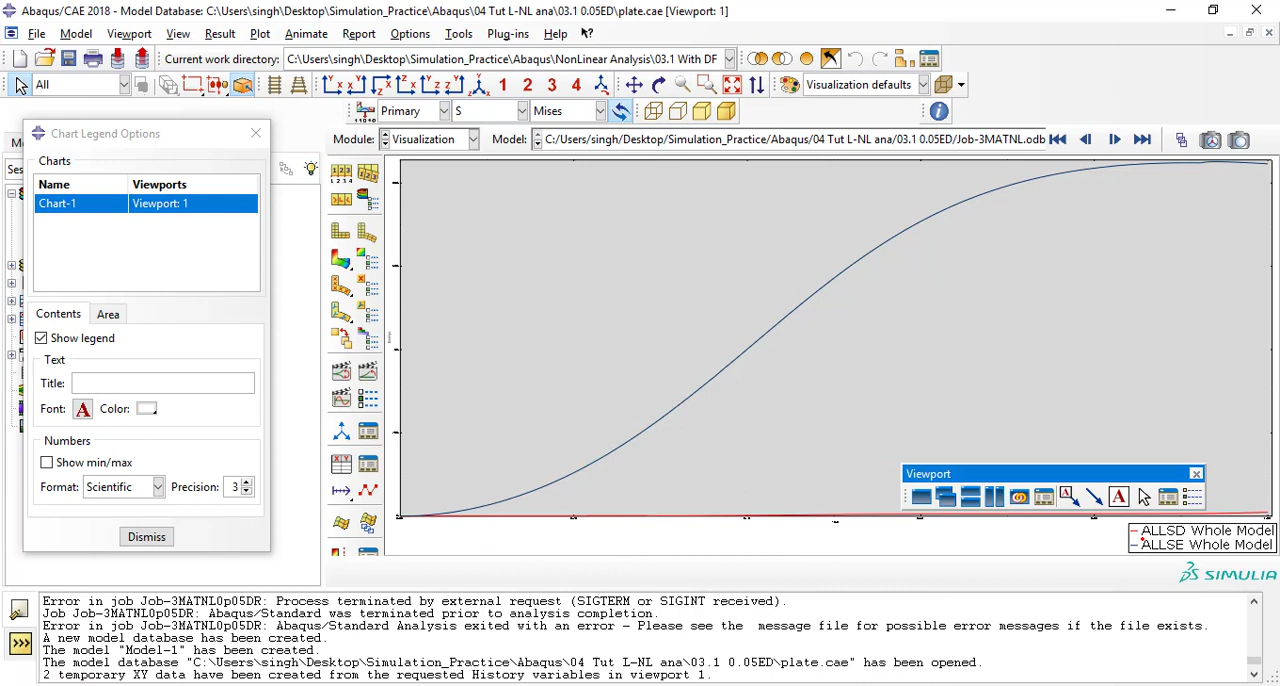 Abaqus/CAE 2018 - Model Database: C:\Users\singh\Desktop\Simulation_Practice\Abaqus\04 Tut L-NL ana\03.1 0.05ED\plate.cae [Viewport: 1]
File Model Viewport View Result Plot Animate Report Options Tools Plug-ins Help
Current work directory: C:\Users\singh\Desktop\Simulation_Practice\Abaqus\NonLinear Analysis\03.1 With DF
All
1 2 3 4
Visualization defaults
Primary S Mises
Module: Visualization Model: C:/Users/singh/Desktop/Simulation_Practice/Abaqus/04 Tut L-NL ana/03.1 0.05ED/Job-3MATNL.odb
Chart Legend Options
Charts
Name Viewports
Chart-1 Viewport: 1
Contents Area
Show legend
Text
Title:
Font: A Color:
Numbers
Show min/max
Format: Scientific Precision: 3
Dismiss
Viewport
ALLSD Whole Model
ALLSE Whole Model
SIMULIA
Error in job Job-3MATNL0p05DR: Process terminated by external request (SIGTERM or SIGINT received).
Job Job-3MATNL0p05DR: Abaqus/Standard was terminated prior to analysis completion.
Error in job Job-3MATNL0p05DR: Abaqus/Standard Analysis exited with an error - Please see the message file for possible error messages if the file exists.
A new model database has been created.
The model "Model-1" has been created.
The model database "C:\Users\singh\Desktop\Simulation_Practice\Abaqus\04 Tut L-NL ana\03.1 0.05ED\plate.cae" has been opened.
2 temporary XY data have been created from the requested History variables in viewport 1.